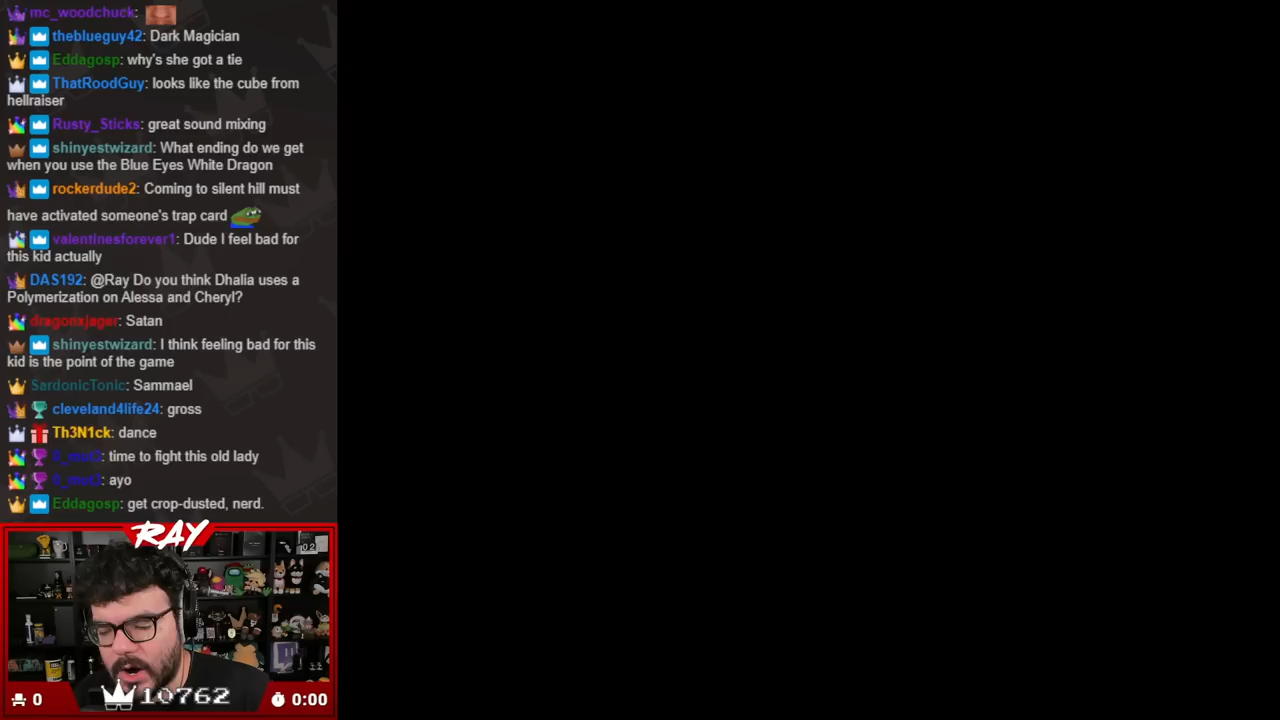 mc_woodchuck:
theblueguy42: Dark Magician
Eddagosp: why's she got a tie
ThatRoodGuy: looks like the cube from
hellraiser
Rusty_Sticks: great sound mixing
shinyestwizard: What ending do we get
when you use the Blue Eyes White Dragon
rockerdude2: Coming to silent hill must
have activated someone's trap card
valentinesforever1: Dude I feel bad for
this kid actually
DAS192: @Ray Do you think Dhalia uses a
Polymerization on Alessa and Cheryl?
dragonxjager: Satan
shinyestwizard: I think feeling bad for this
kid is the point of the game
SardonicTonic: Sammael
cleveland4life24: gross
Th3N1ck: dance
time to fight this old lady
ayo
Eddagosp: get crop-dusted, nerd.
RAY
0
10762
0:00